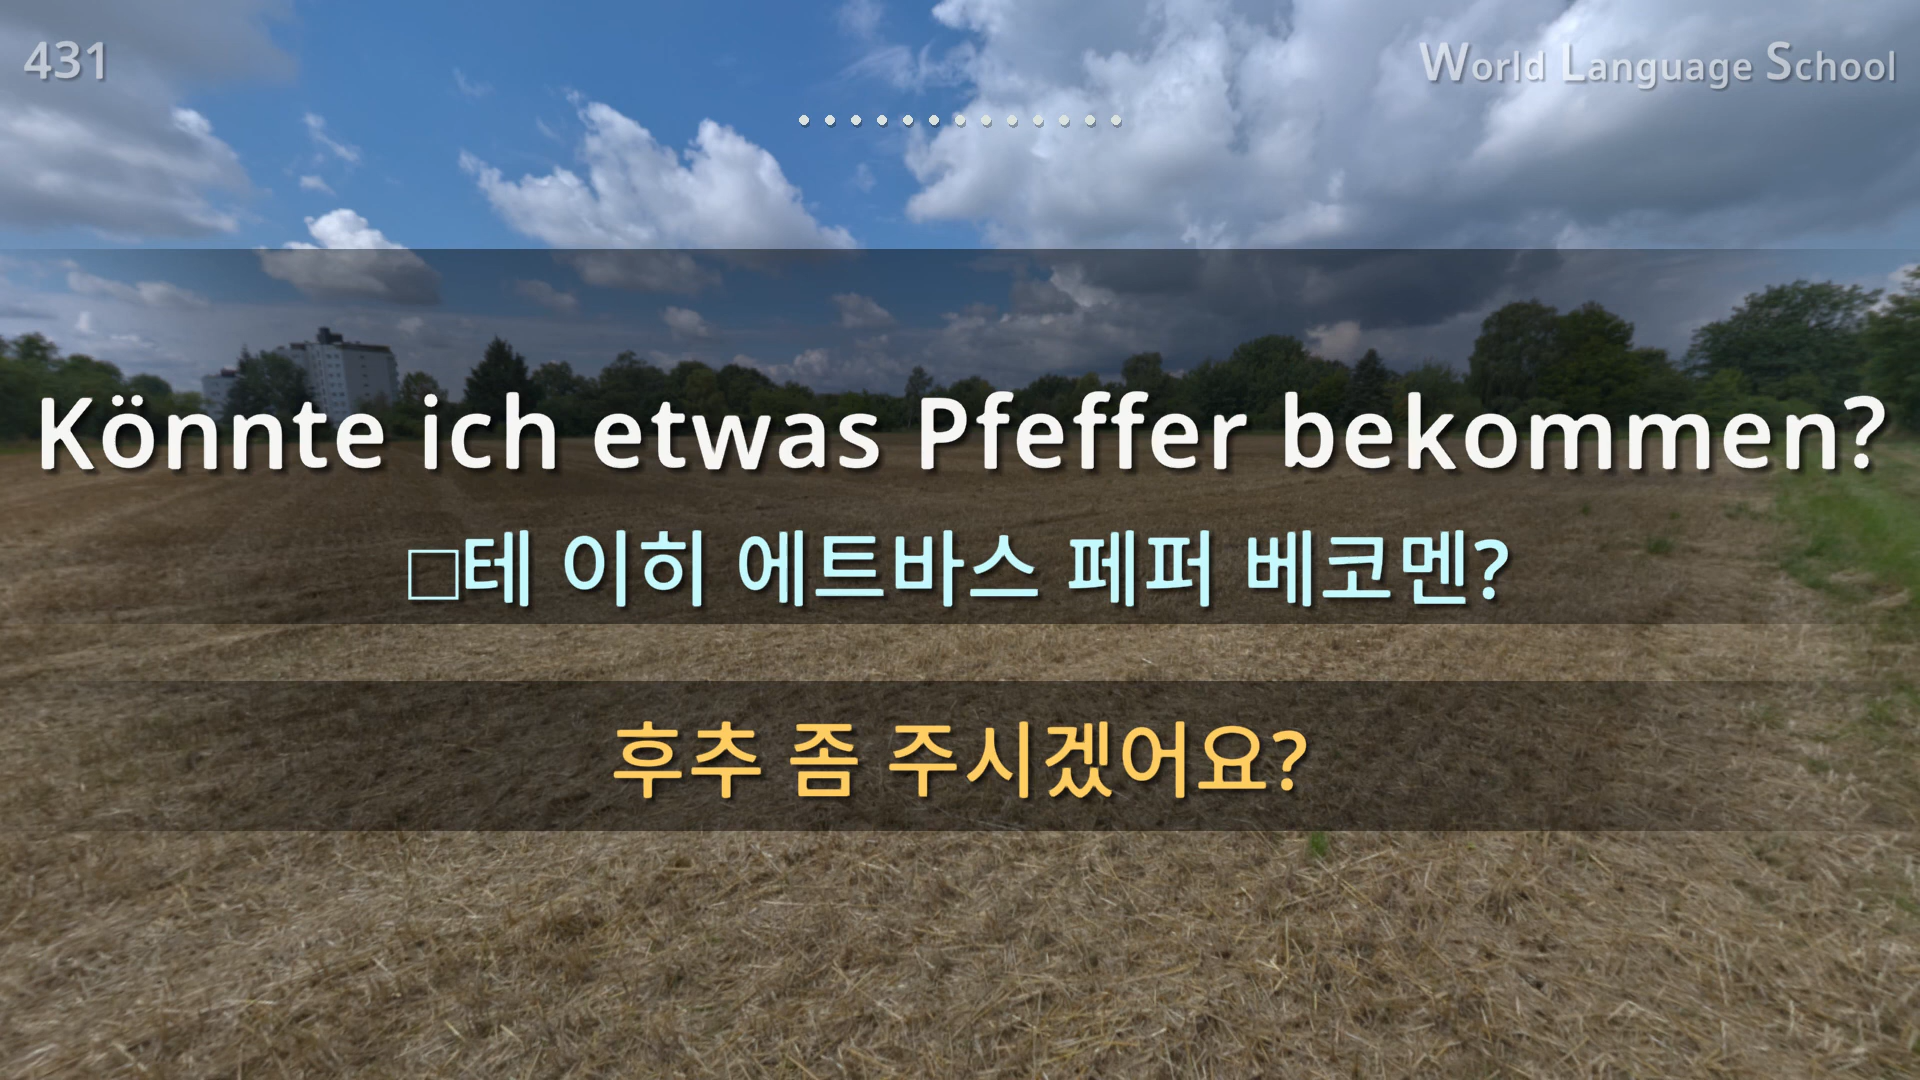 431
World Language School
Könnte ich etwas Pfeffer bekommen?
□테 이히 에트바스 페퍼 베코멘?
후추 좀 주시겠어요?